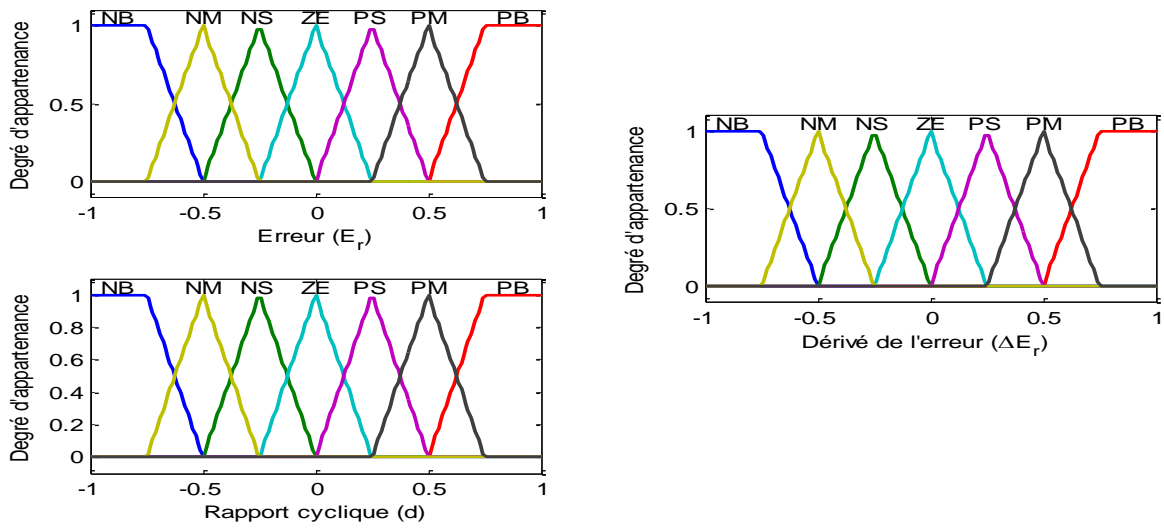 NB NM NS ZE PS PM PB
1
0.5
0
Degré d'appartenance
-1 -0.5 0 0.5 1
Erreur (Er)
NB NM NS ZE PS PM PB
1
0.8
0.6
0.4
0.2
0
Degré d'appartenance
-1 -0.5 0 0.5 1
Rapport cyclique (d)
NB NM NS ZE PS PM PB
1
0.5
0
Degré d'appartenance
-1 -0.5 0 0.5 1
Dérivé de l'erreur (ΔEr)